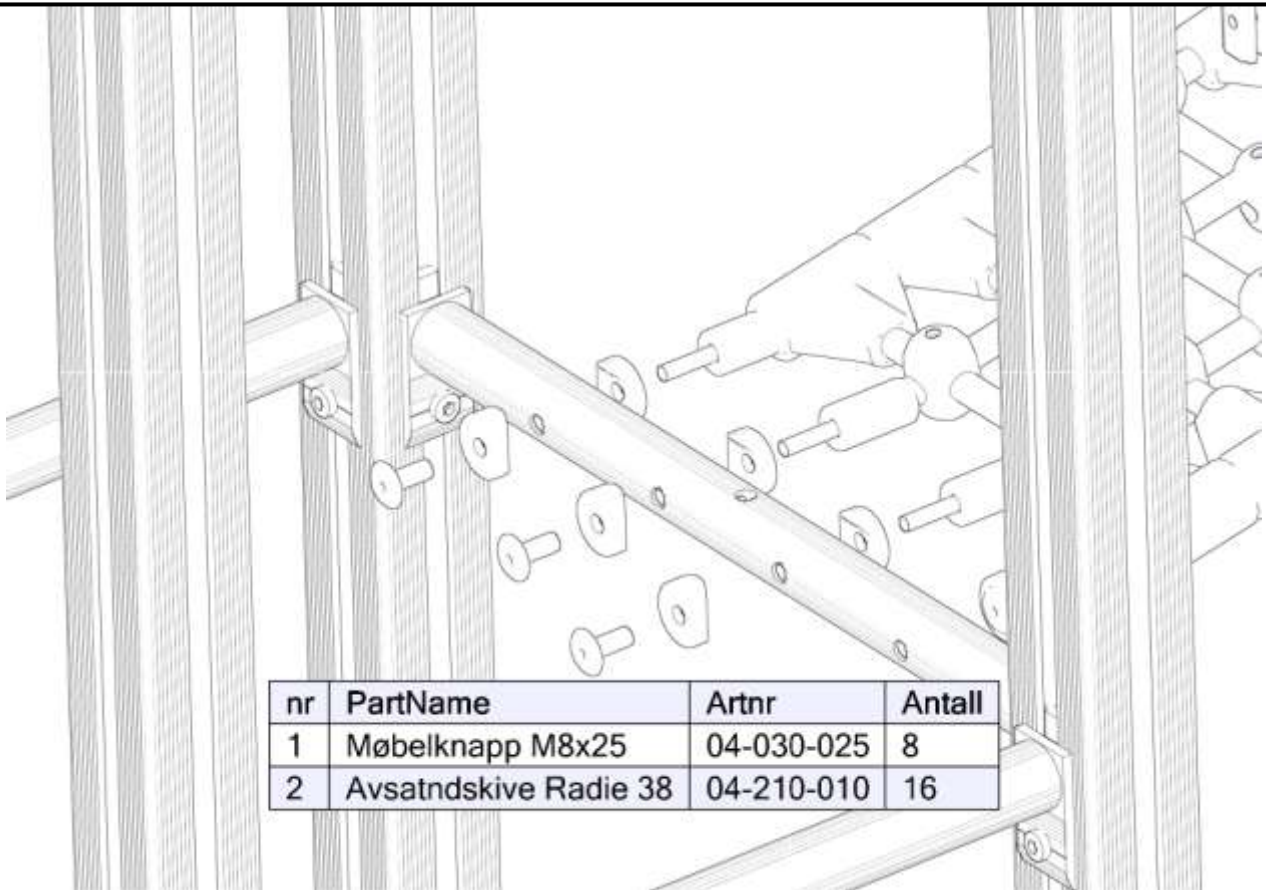 nr PartName Artnr Antall
1 Møbelknapp M8x25 04-030-025 8
2 Avsatndskive Radie 38 04-210-010 16